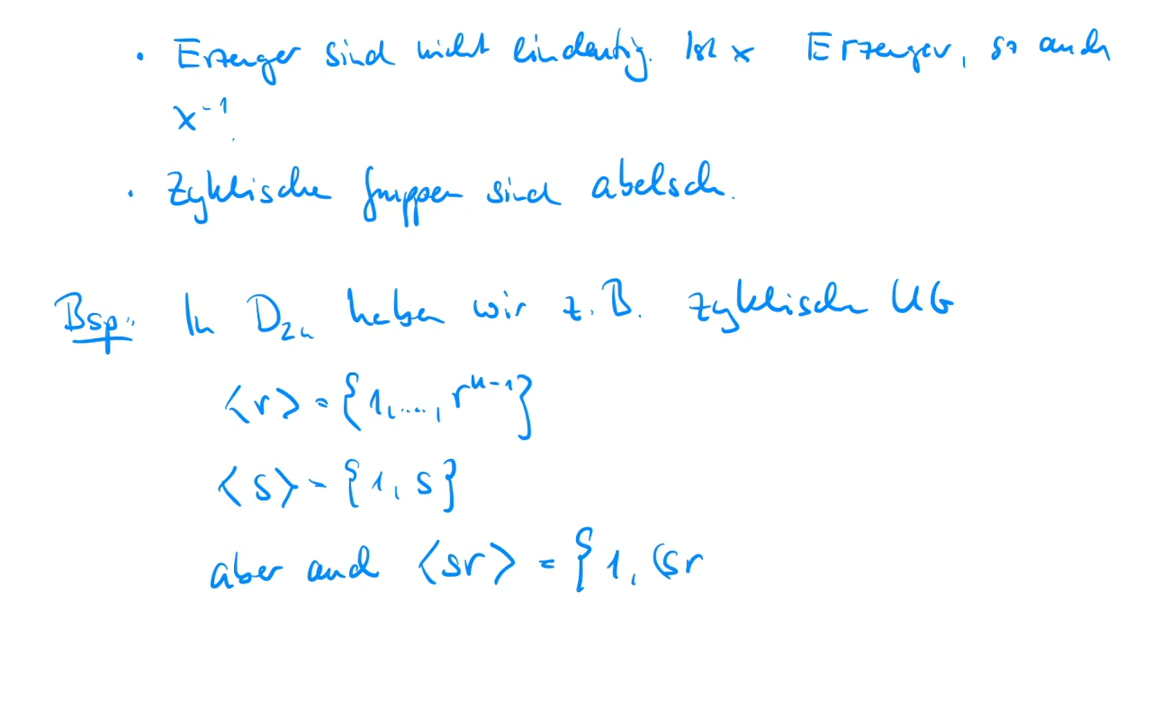 · Erzeuger sind nicht eindeutig. Ist x Erzeuger, so auch
x⁻¹.
· Zyklische Gruppen sind abelsch.
Bsp.: In D₂ₙ haben wir z.B. zyklische UG
⟨r⟩ = {1,...,rⁿ⁻¹}
⟨s⟩ = {1, s}
aber auch ⟨sr⟩ = {1, (sr